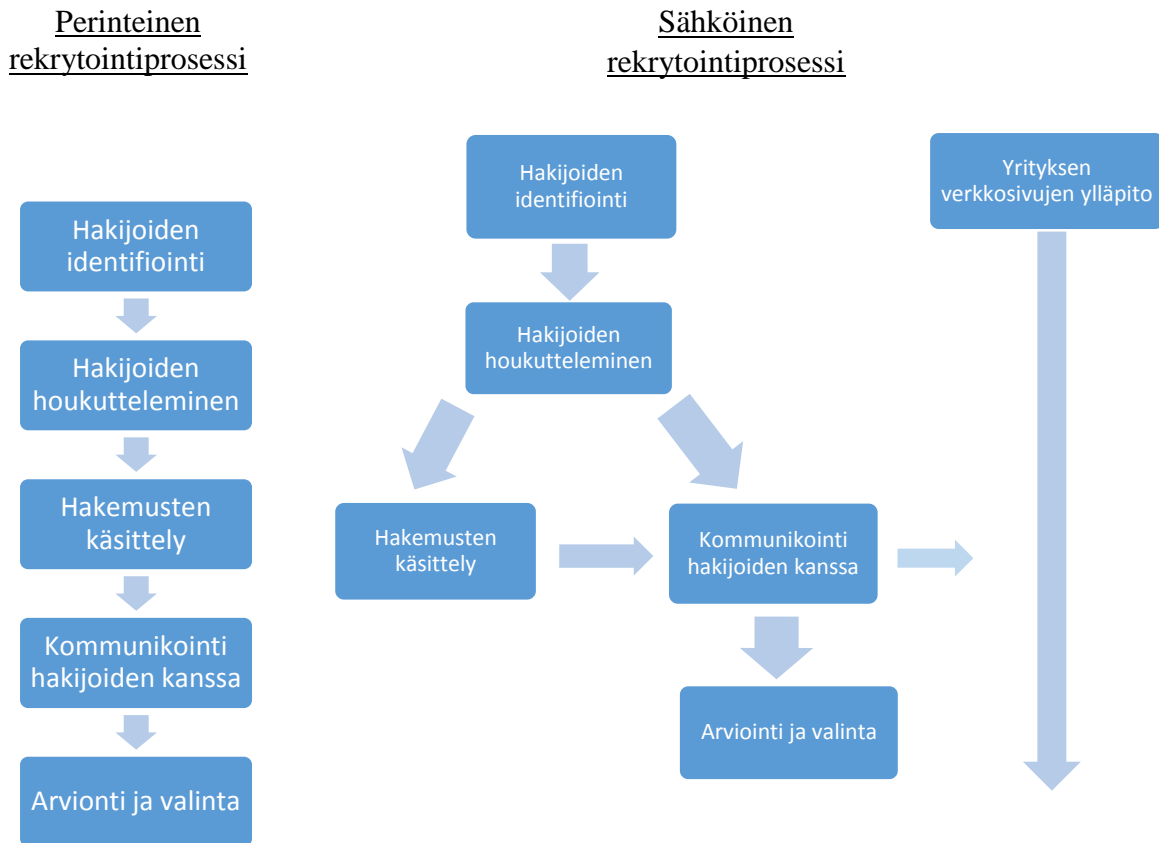 Perinteinen
rekrytointiprosessi
Hakijoiden
identifiointi
Hakijoiden
houkutteleminen
Hakemusten
käsittely
Kommunikointi
hakijoiden kanssa
Arvionti ja valinta
Sähköinen
rekrytointiprosessi
Hakijoiden
identifiointi
Hakijoiden
houkutteleminen
Hakemusten
käsittely
Kommunikointi
hakijoiden kanssa
Arviointi ja valinta
Yrityksen
verkkosivujen ylläpito